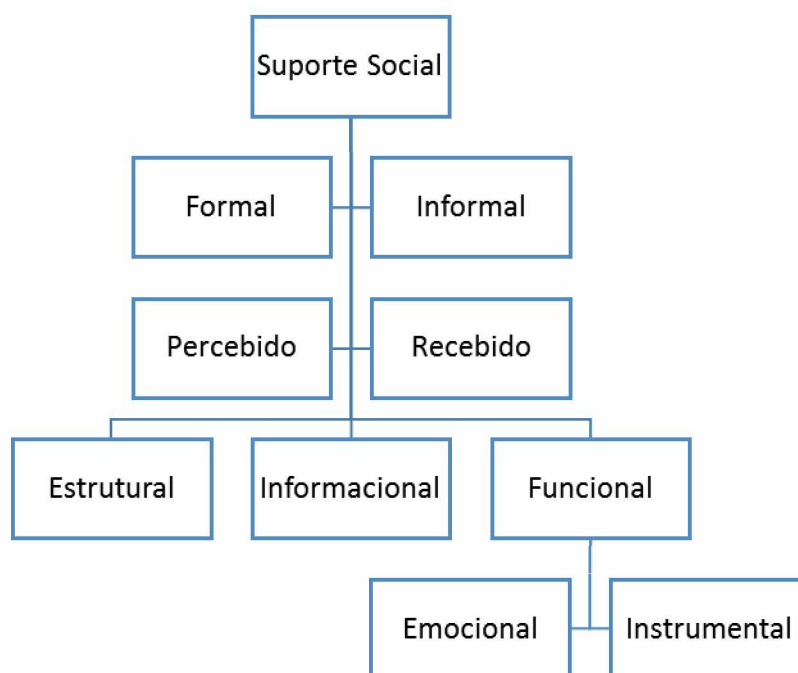 Suporte Social
Formal
Informal
Percebido
Recebido
Estrutural
Informacional
Funcional
Emocional
Instrumental